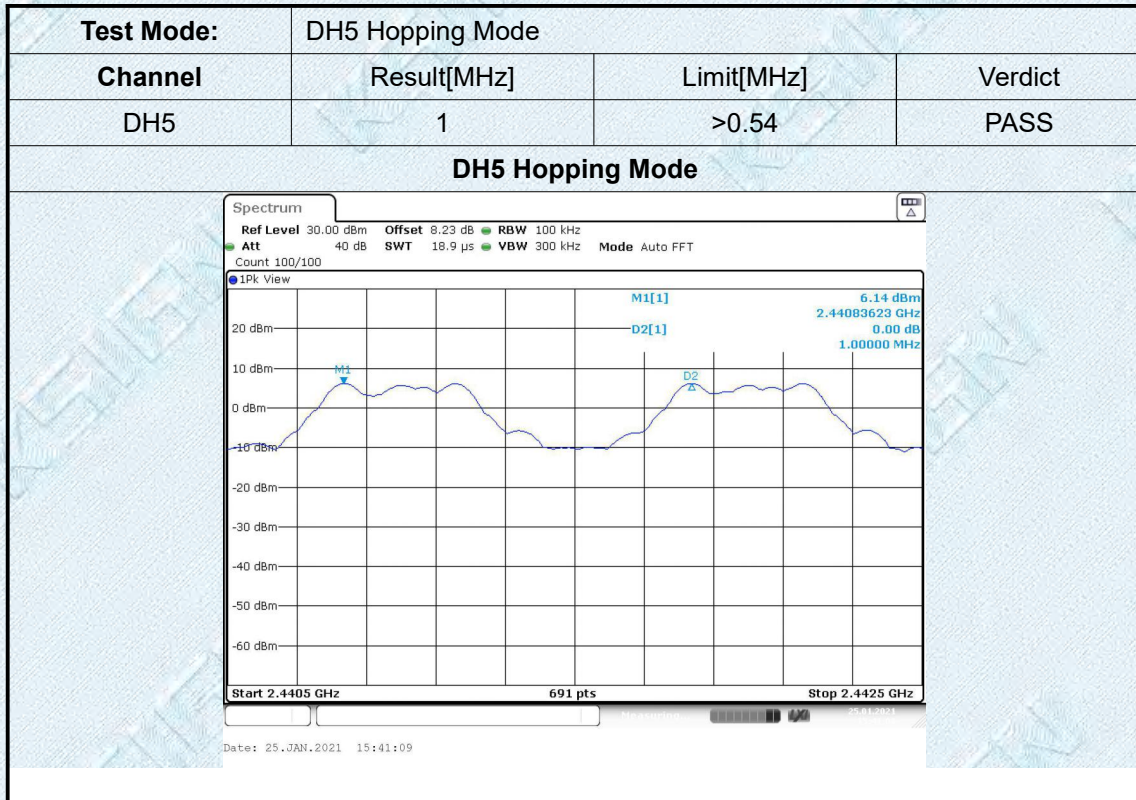 Test Mode: DH5 Hopping Mode
Channel Result[MHz] Limit[MHz] Verdict
DH5 1 >0.54 PASS
DH5 Hopping Mode
Spectrum
Ref Level 30.00 dBm Offset 8.23 dB RBW 100 kHz
Att 40 dB SWT 18.9 µs VBW 300 kHz Mode Auto FFT
Count 100/100
1Pk View
M1[1] 6.14 dBm
2.44083623 GHz
20 dBm D2[1] 0.00 dB
1.00000 MHz
10 dBm M1 D2
0 dBm
-10 dBm
-20 dBm
-30 dBm
-40 dBm
-50 dBm
-60 dBm
Start 2.4405 GHz 691 pts Stop 2.4425 GHz
Measuring... 25.01.2021
Date: 25.JAN.2021 15:41:09